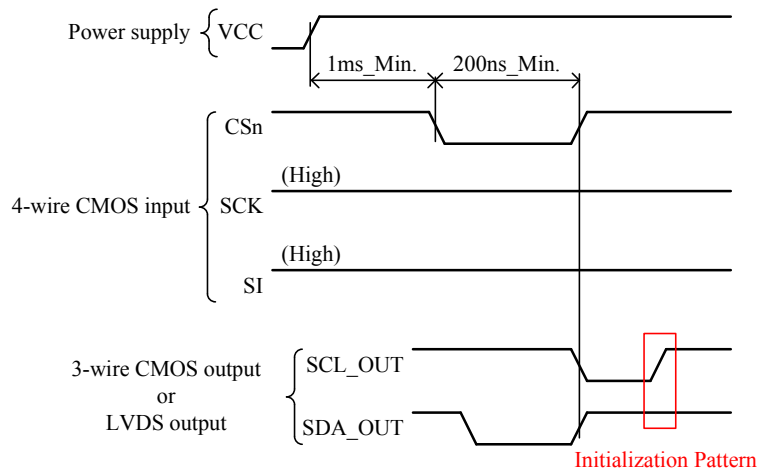 Power supply VCC
1ms_Min. 200ns_Min.
CSn
(High)
4-wire CMOS input SCK
(High)
SI
3-wire CMOS output
or
LVDS output
SCL_OUT
SDA_OUT
Initialization Pattern